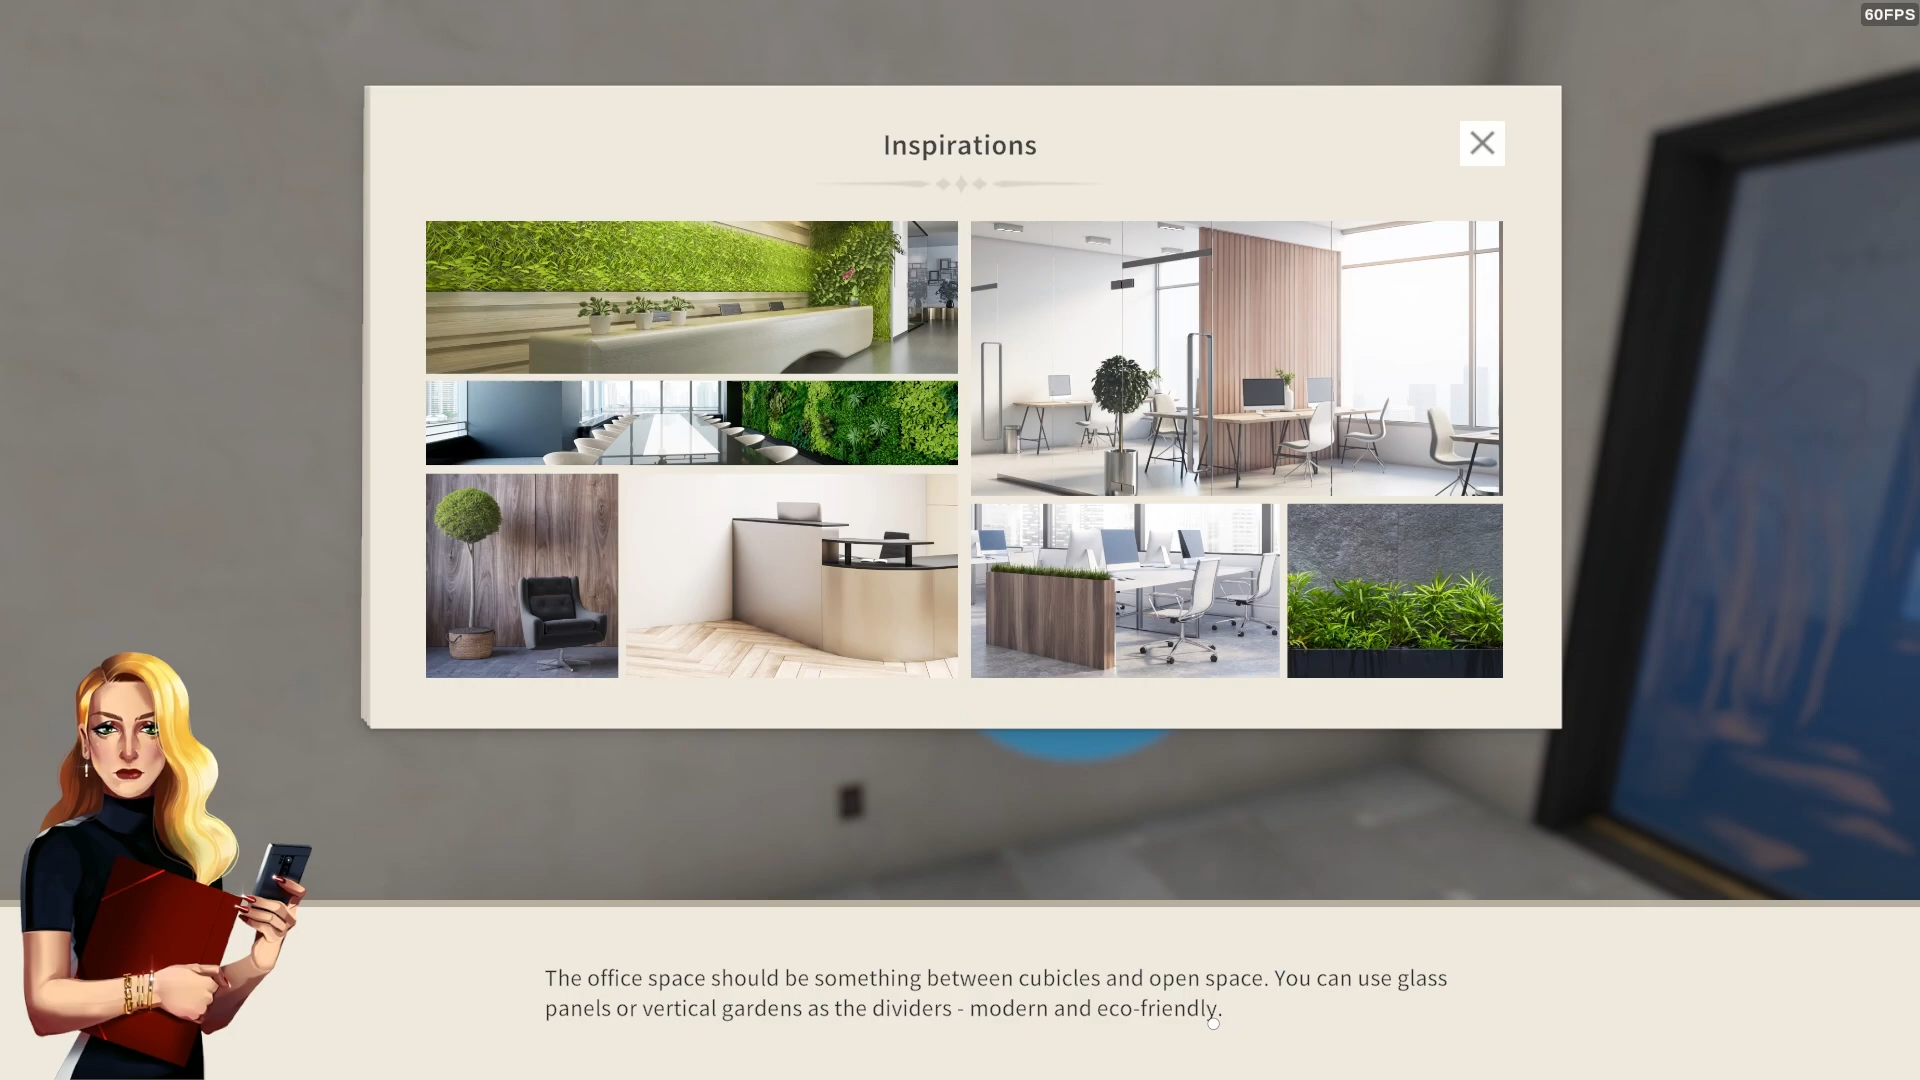 60FPS
Inspirations
The office space should be something between cubicles and open space. You can use glass
panels or vertical gardens as the dividers - modern and eco-friendly.